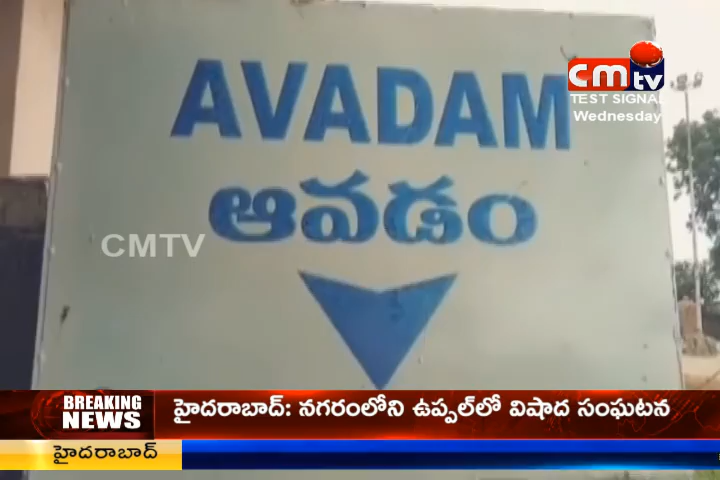 AVADAM
cmtv
TEST SIGNAL
Wednesday
ఆవడం
CMTV
BREAKING
NEWS
హైదరాబాద్: నగరంలోని ఉప్పల్‌లో విషాద సంఘటన
హైదరాబాద్